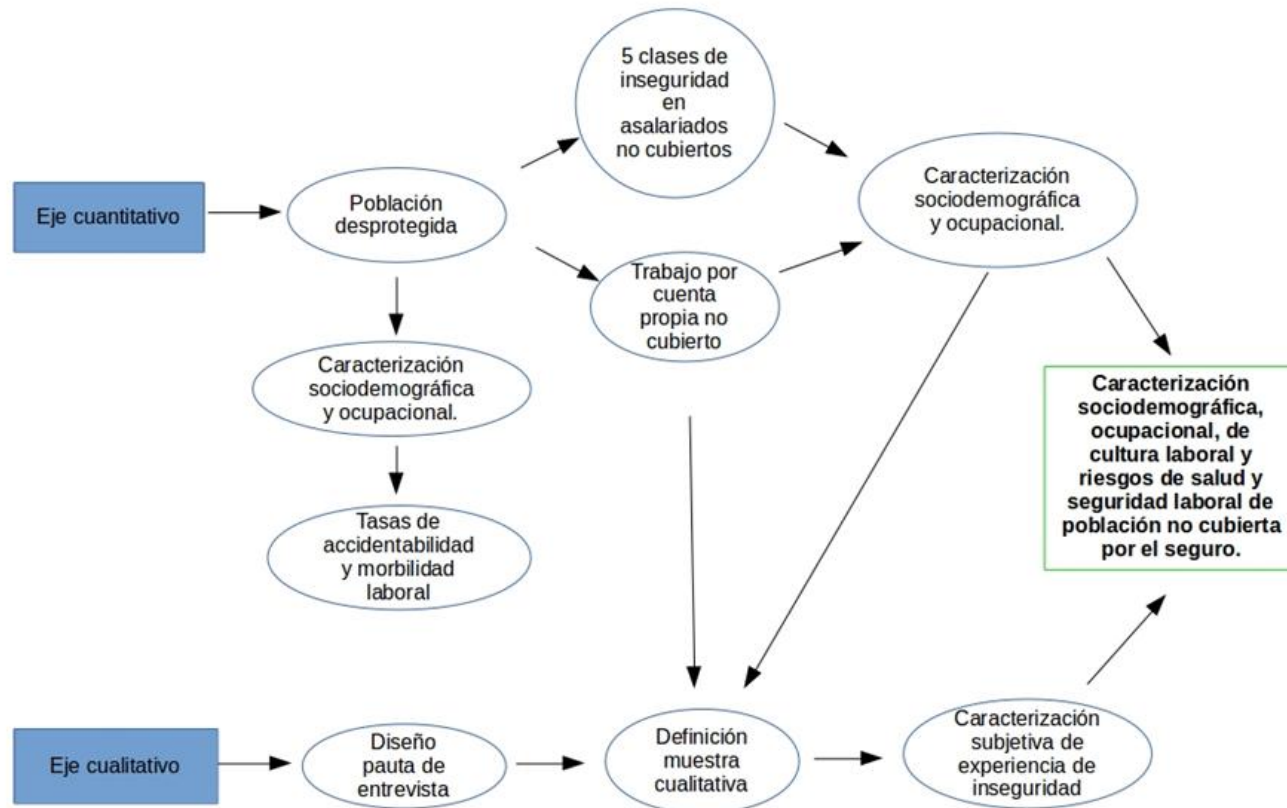 5 clases de
inseguridad
en
asalariados
no cubiertos
Eje cuantitativo
Población
desprotegida
Caracterización
sociodemográfica
y ocupacional.
Trabajo por
cuenta
propia no
cubierto
Caracterización
sociodemográfica
y ocupacional.
Caracterización
sociodemográfica,
ocupacional, de
cultura laboral y
riesgos de salud y
seguridad laboral de
población no cubierta
por el seguro.
Tasas de
accidentabilidad
y morbilidad
laboral
Eje cualitativo
Diseño
pauta de
entrevista
Definición
muestra
cualitativa
Caracterización
subjetiva de
experiencia de
inseguridad